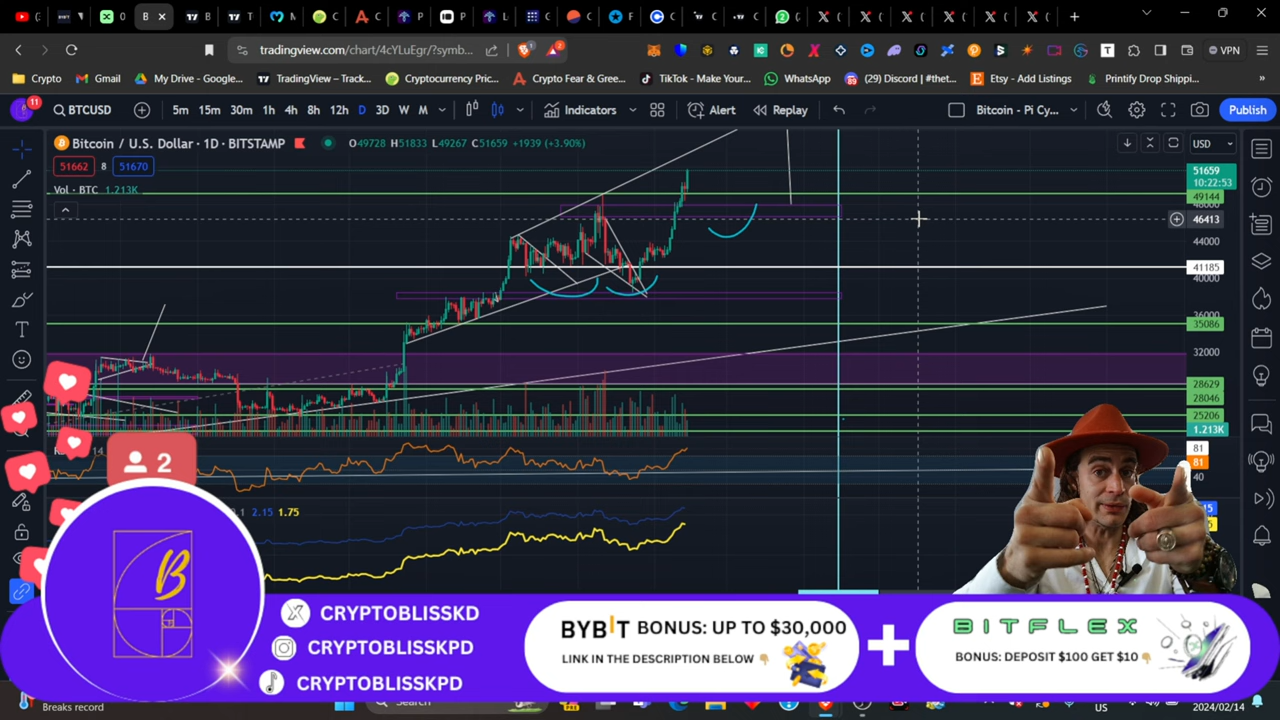 tradingview.com/chart/4cYLuEgr/?symb...
VPN
Crypto
Gmail
My Drive - Google...
TradingView – Track...
Cryptocurrency Pric...
Crypto Fear & Gree...
TikTok - Make Your...
WhatsApp
(29) Discord | #thet...
Etsy - Add Listings
Printify Drop Shippi...
11
BTCUSD
5m 15m 30m 1h 4h 8h 12h D 3D W M
Indicators
Alert
Replay
Bitcoin - Pi Cy...
Publish
Bitcoin / U.S. Dollar · 1D · BITSTAMP
O49728 H51833 L49267 C51659 +1939 (+3.90%)
USD
51662 8 51670
Vol · BTC 1.213K
51659
10:22:53
49144
48000
46413
44000
41185
40000
36000
35086
32000
28629
28046
25206
1.213K
14
81
81
40
2
2.15 1.75
B
CRYPTOBLISSKD
CRYPTOBLISSKPD
CRYPTOBLISSKPD
BYBIT BONUS: UP TO $30,000
LINK IN THE DESCRIPTION BELOW
BITFLEX
BONUS: DEPOSIT $100 GET $10
Breaks record
Search
US
2024/02/14